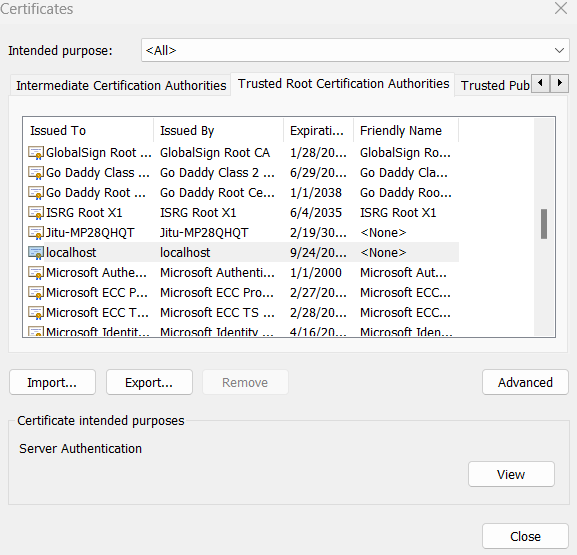 Certificates
Intended purpose: <All>
Intermediate Certification Authorities Trusted Root Certification Authorities Trusted Pub
Issued To Issued By Expirati... Friendly Name
GlobalSign Root ... GlobalSign Root CA 1/28/20... GlobalSign Ro...
Go Daddy Class ... Go Daddy Class 2 ... 6/29/20... Go Daddy Cla...
Go Daddy Root ... Go Daddy Root Ce... 1/1/2038 Go Daddy Roo...
ISRG Root X1 ISRG Root X1 6/4/2035 ISRG Root X1
Jitu-MP28QHQT Jitu-MP28QHQT 2/19/30... <None>
localhost localhost 9/24/20... <None>
Microsoft Authe... Microsoft Authenti... 1/1/2000 Microsoft Aut...
Microsoft ECC P... Microsoft ECC Pro... 2/27/20... Microsoft ECC...
Microsoft ECC T... Microsoft ECC TS ... 2/28/20... Microsoft ECC...
Microsoft Identit... Microsoft Identity ... 4/16/20... Microsoft Iden...
Import... Export... Remove Advanced
Certificate intended purposes
Server Authentication
View
Close